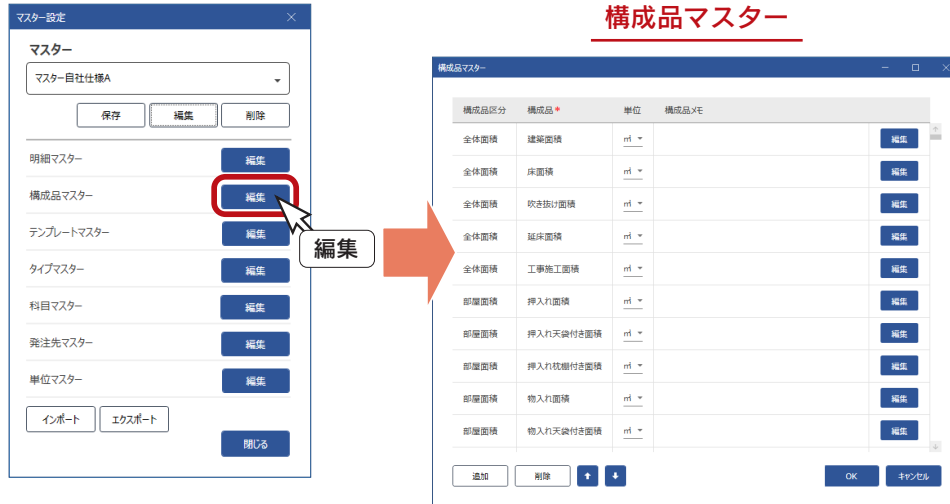 マスター設定
マスター
マスター自社仕様A
保存 編集 削除
明細マスター 編集
構成品マスター 編集
テンプレートマスター 編集
タイプマスター 編集
科目マスター 編集
発注先マスター 編集
単位マスター 編集
インポート エクスポート
閉じる
編集
構成品マスター
構成品マスター
構成品区分 構成品* 単位 構成品メモ
全体面積 建築面積 ㎡ 編集
全体面積 床面積 ㎡ 編集
全体面積 吹き抜け面積 ㎡ 編集
全体面積 延床面積 ㎡ 編集
全体面積 工事施工面積 ㎡ 編集
部屋面積 押入れ面積 ㎡ 編集
部屋面積 押入れ天袋付き面積 ㎡ 編集
部屋面積 押入れ枕棚付き面積 ㎡ 編集
部屋面積 物入れ面積 ㎡ 編集
部屋面積 物入れ天袋付き面積 ㎡ 編集
追加 削除 OK キャンセル